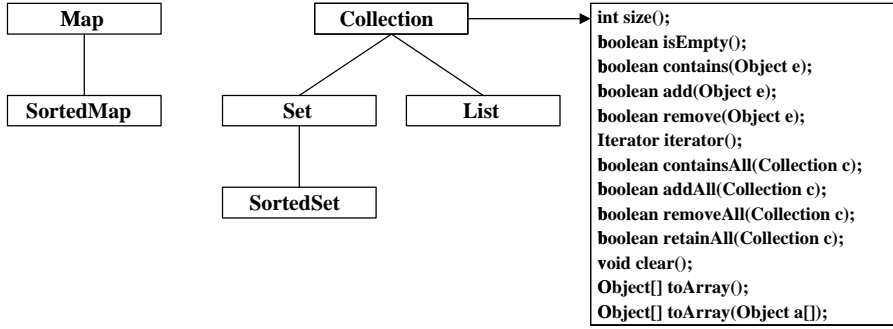 Map
Collection
SortedMap
Set
List
SortedSet
int size();
boolean isEmpty();
boolean contains(Object e);
boolean add(Object e);
boolean remove(Object e);
Iterator iterator();
boolean containsAll(Collection c);
boolean addAll(Collection c);
boolean removeAll(Collection c);
boolean retainAll(Collection c);
void clear();
Object[] toArray();
Object[] toArray(Object a[]);